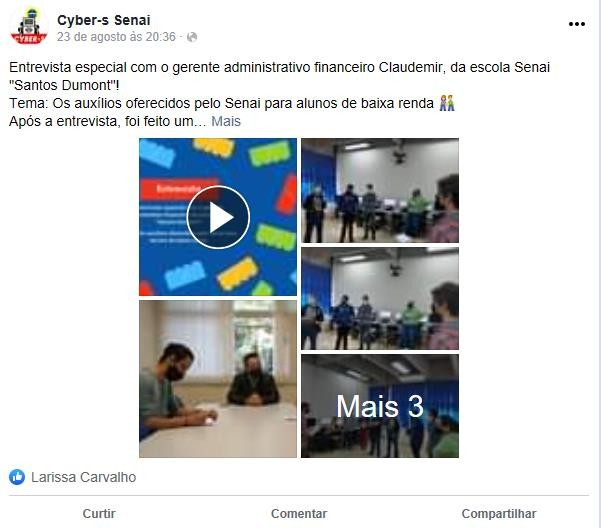 Cyber-s Senai
23 de agosto às 20:36 ·
Entrevista especial com o gerente administrativo financeiro Claudemir, da escola Senai
"Santos Dumont"!
Tema: Os auxílios oferecidos pelo Senai para alunos de baixa renda
Após a entrevista, foi feito um… Mais
Entrevista
Mais 3
Larissa Carvalho
Curtir Comentar Compartilhar